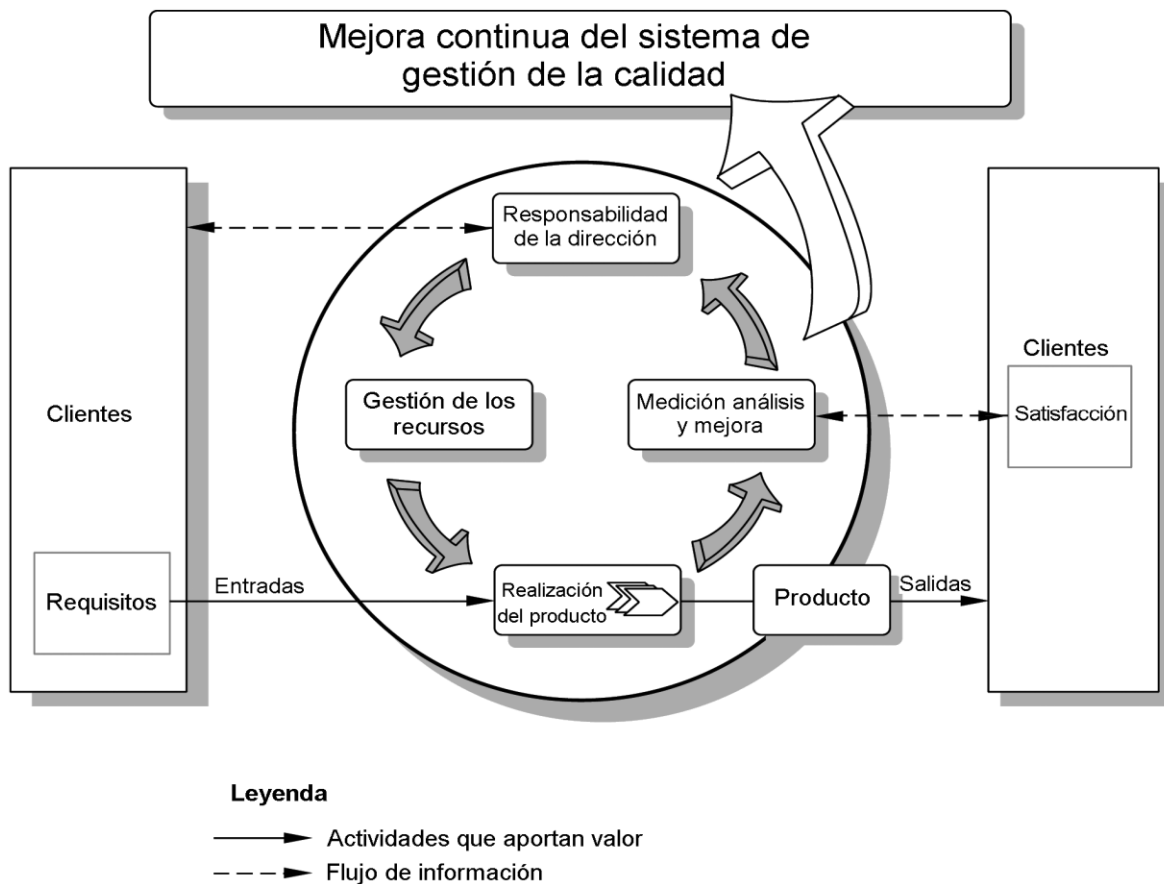 Mejora continua del sistema de
gestión de la calidad
Responsabilidad
de la dirección
Clientes
Gestión de los
recursos
Medición análisis
y mejora
Clientes
Satisfacción
Requisitos
Entradas
Realización
del producto
Producto
Salidas
Leyenda
Actividades que aportan valor
Flujo de información